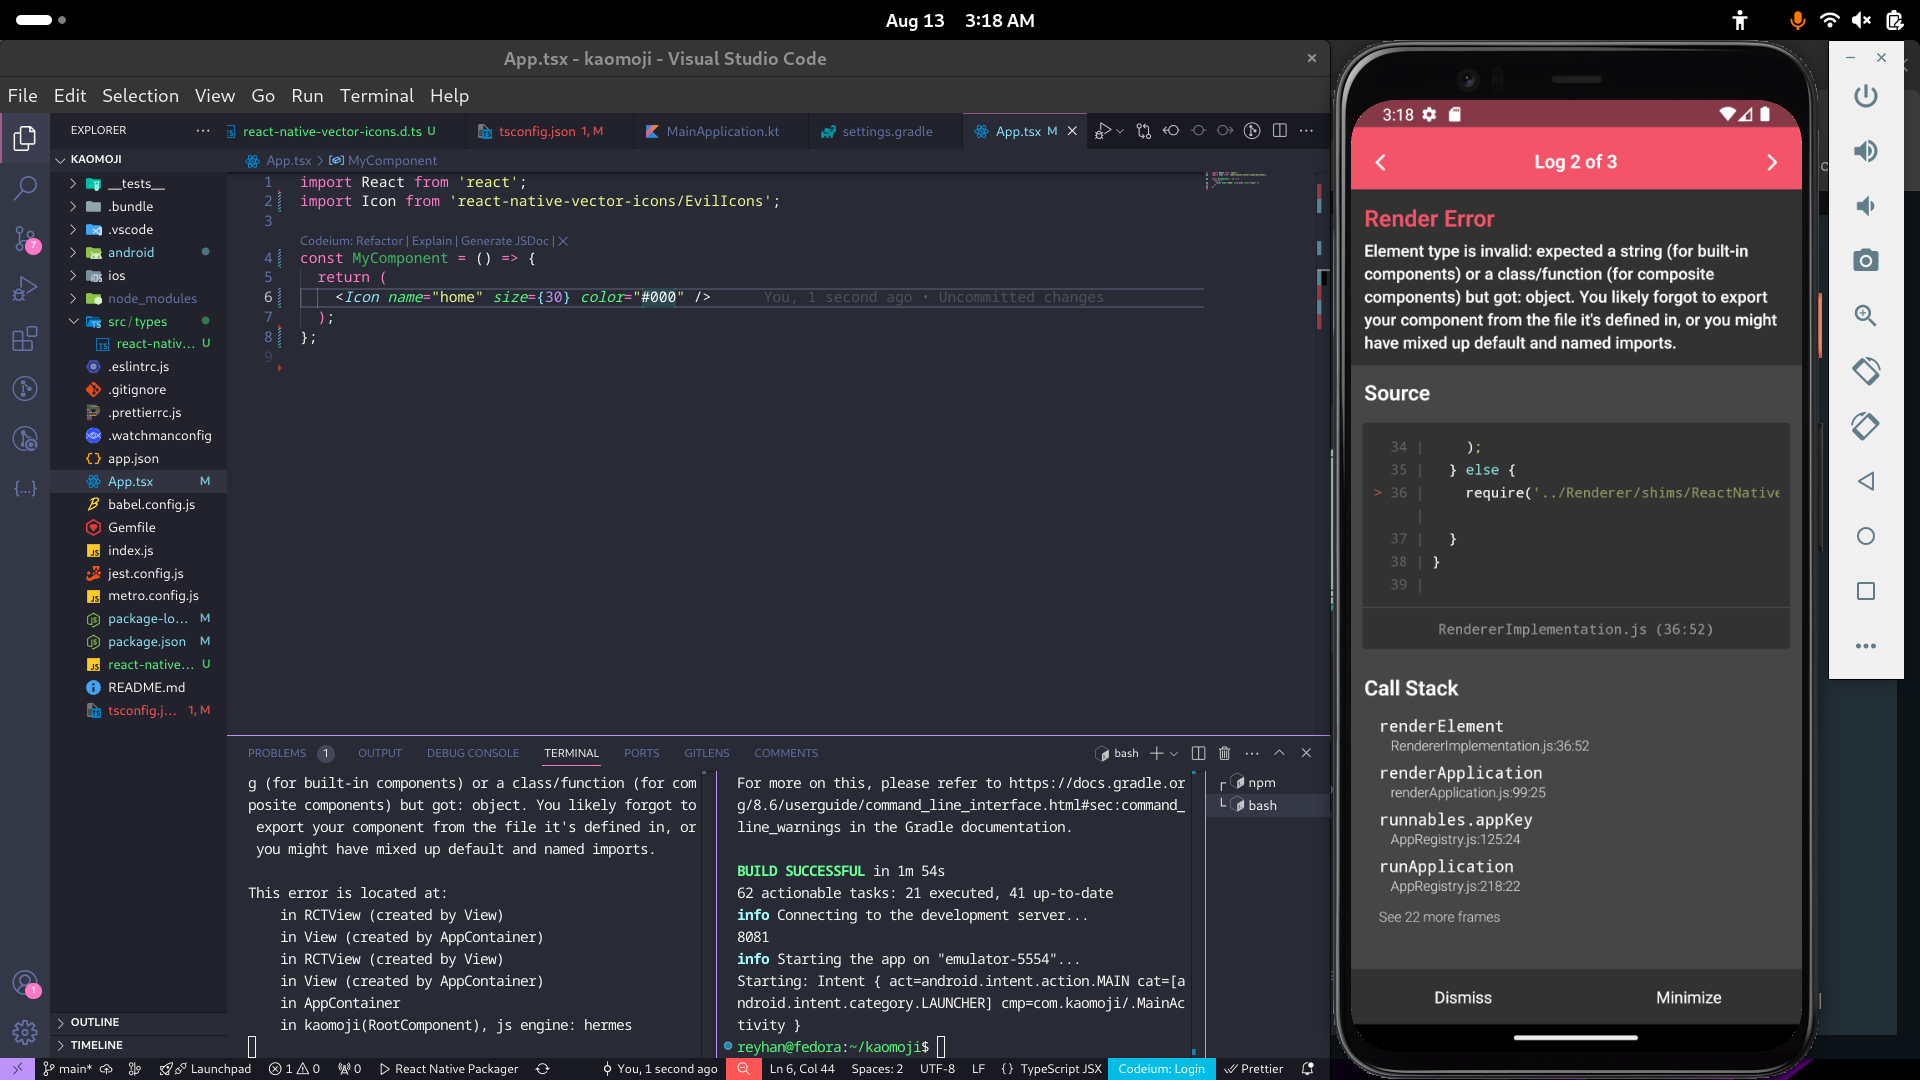 Aug 13 3:18 AM
App.tsx - kaomoji - Visual Studio Code
File Edit Selection View Go Run Terminal Help
EXPLORER
react-native-vector-icons.d.ts U
tsconfig.json 1, M
MainApplication.kt
settings.gradle
App.tsx M
KAOMOJI
__tests__
.bundle
.vscode
android
ios
node_modules
src/types
react-nativ... U
.eslintrc.js
.gitignore
.prettierrc.js
.watchmanconfig
app.json
App.tsx M
babel.config.js
Gemfile
index.js
jest.config.js
metro.config.js
package-lo... M
package.json M
react-native... U
README.md
tsconfig.j... 1, M
OUTLINE
TIMELINE
7
1
App.tsx > MyComponent
1 import React from 'react';
2 import Icon from 'react-native-vector-icons/EvilIcons';
3
Codeium: Refactor | Explain | Generate JSDoc | X
4 const MyComponent = () => {
5 return (
6 <Icon name="home" size={30} color="#000" /> You, 1 second ago • Uncommitted changes
7 );
8 };
9
PROBLEMS 1 OUTPUT DEBUG CONSOLE TERMINAL PORTS GITLENS COMMENTS
bash
g (for built-in components) or a class/function (for com
posite components) but got: object. You likely forgot to
export your component from the file it's defined in, or
you might have mixed up default and named imports.
This error is located at:
in RCTView (created by View)
in View (created by AppContainer)
in RCTView (created by View)
in View (created by AppContainer)
in AppContainer
in kaomoji(RootComponent), js engine: hermes
For more on this, please refer to https://docs.gradle.or
g/8.6/userguide/command_line_interface.html#sec:command_
line_warnings in the Gradle documentation.
BUILD SUCCESSFUL in 1m 54s
62 actionable tasks: 21 executed, 41 up-to-date
info Connecting to the development server...
8081
info Starting the app on "emulator-5554"...
Starting: Intent { act=android.intent.action.MAIN cat=[a
ndroid.intent.category.LAUNCHER] cmp=com.kaomoji/.MainAc
tivity }
reyhan@fedora:~/kaomoji$
npm
bash
main* Launchpad 1 0 0 React Native Packager You, 1 second ago Ln 6, Col 44 Spaces: 2 UTF-8 LF {} TypeScript JSX Codeium: Login Prettier
3:18
Log 2 of 3
Render Error
Element type is invalid: expected a string (for built-in
components) or a class/function (for composite
components) but got: object. You likely forgot to export
your component from the file it's defined in, or you might
have mixed up default and named imports.
Source
34 | );
35 | } else {
> 36 | require('../Renderer/shims/ReactNative
|
37 | }
38 | }
39 |
RendererImplementation.js (36:52)
Call Stack
renderElement
RendererImplementation.js:36:52
renderApplication
renderApplication.js:99:25
runnables.appKey
AppRegistry.js:125:24
runApplication
AppRegistry.js:218:22
See 22 more frames
Dismiss Minimize